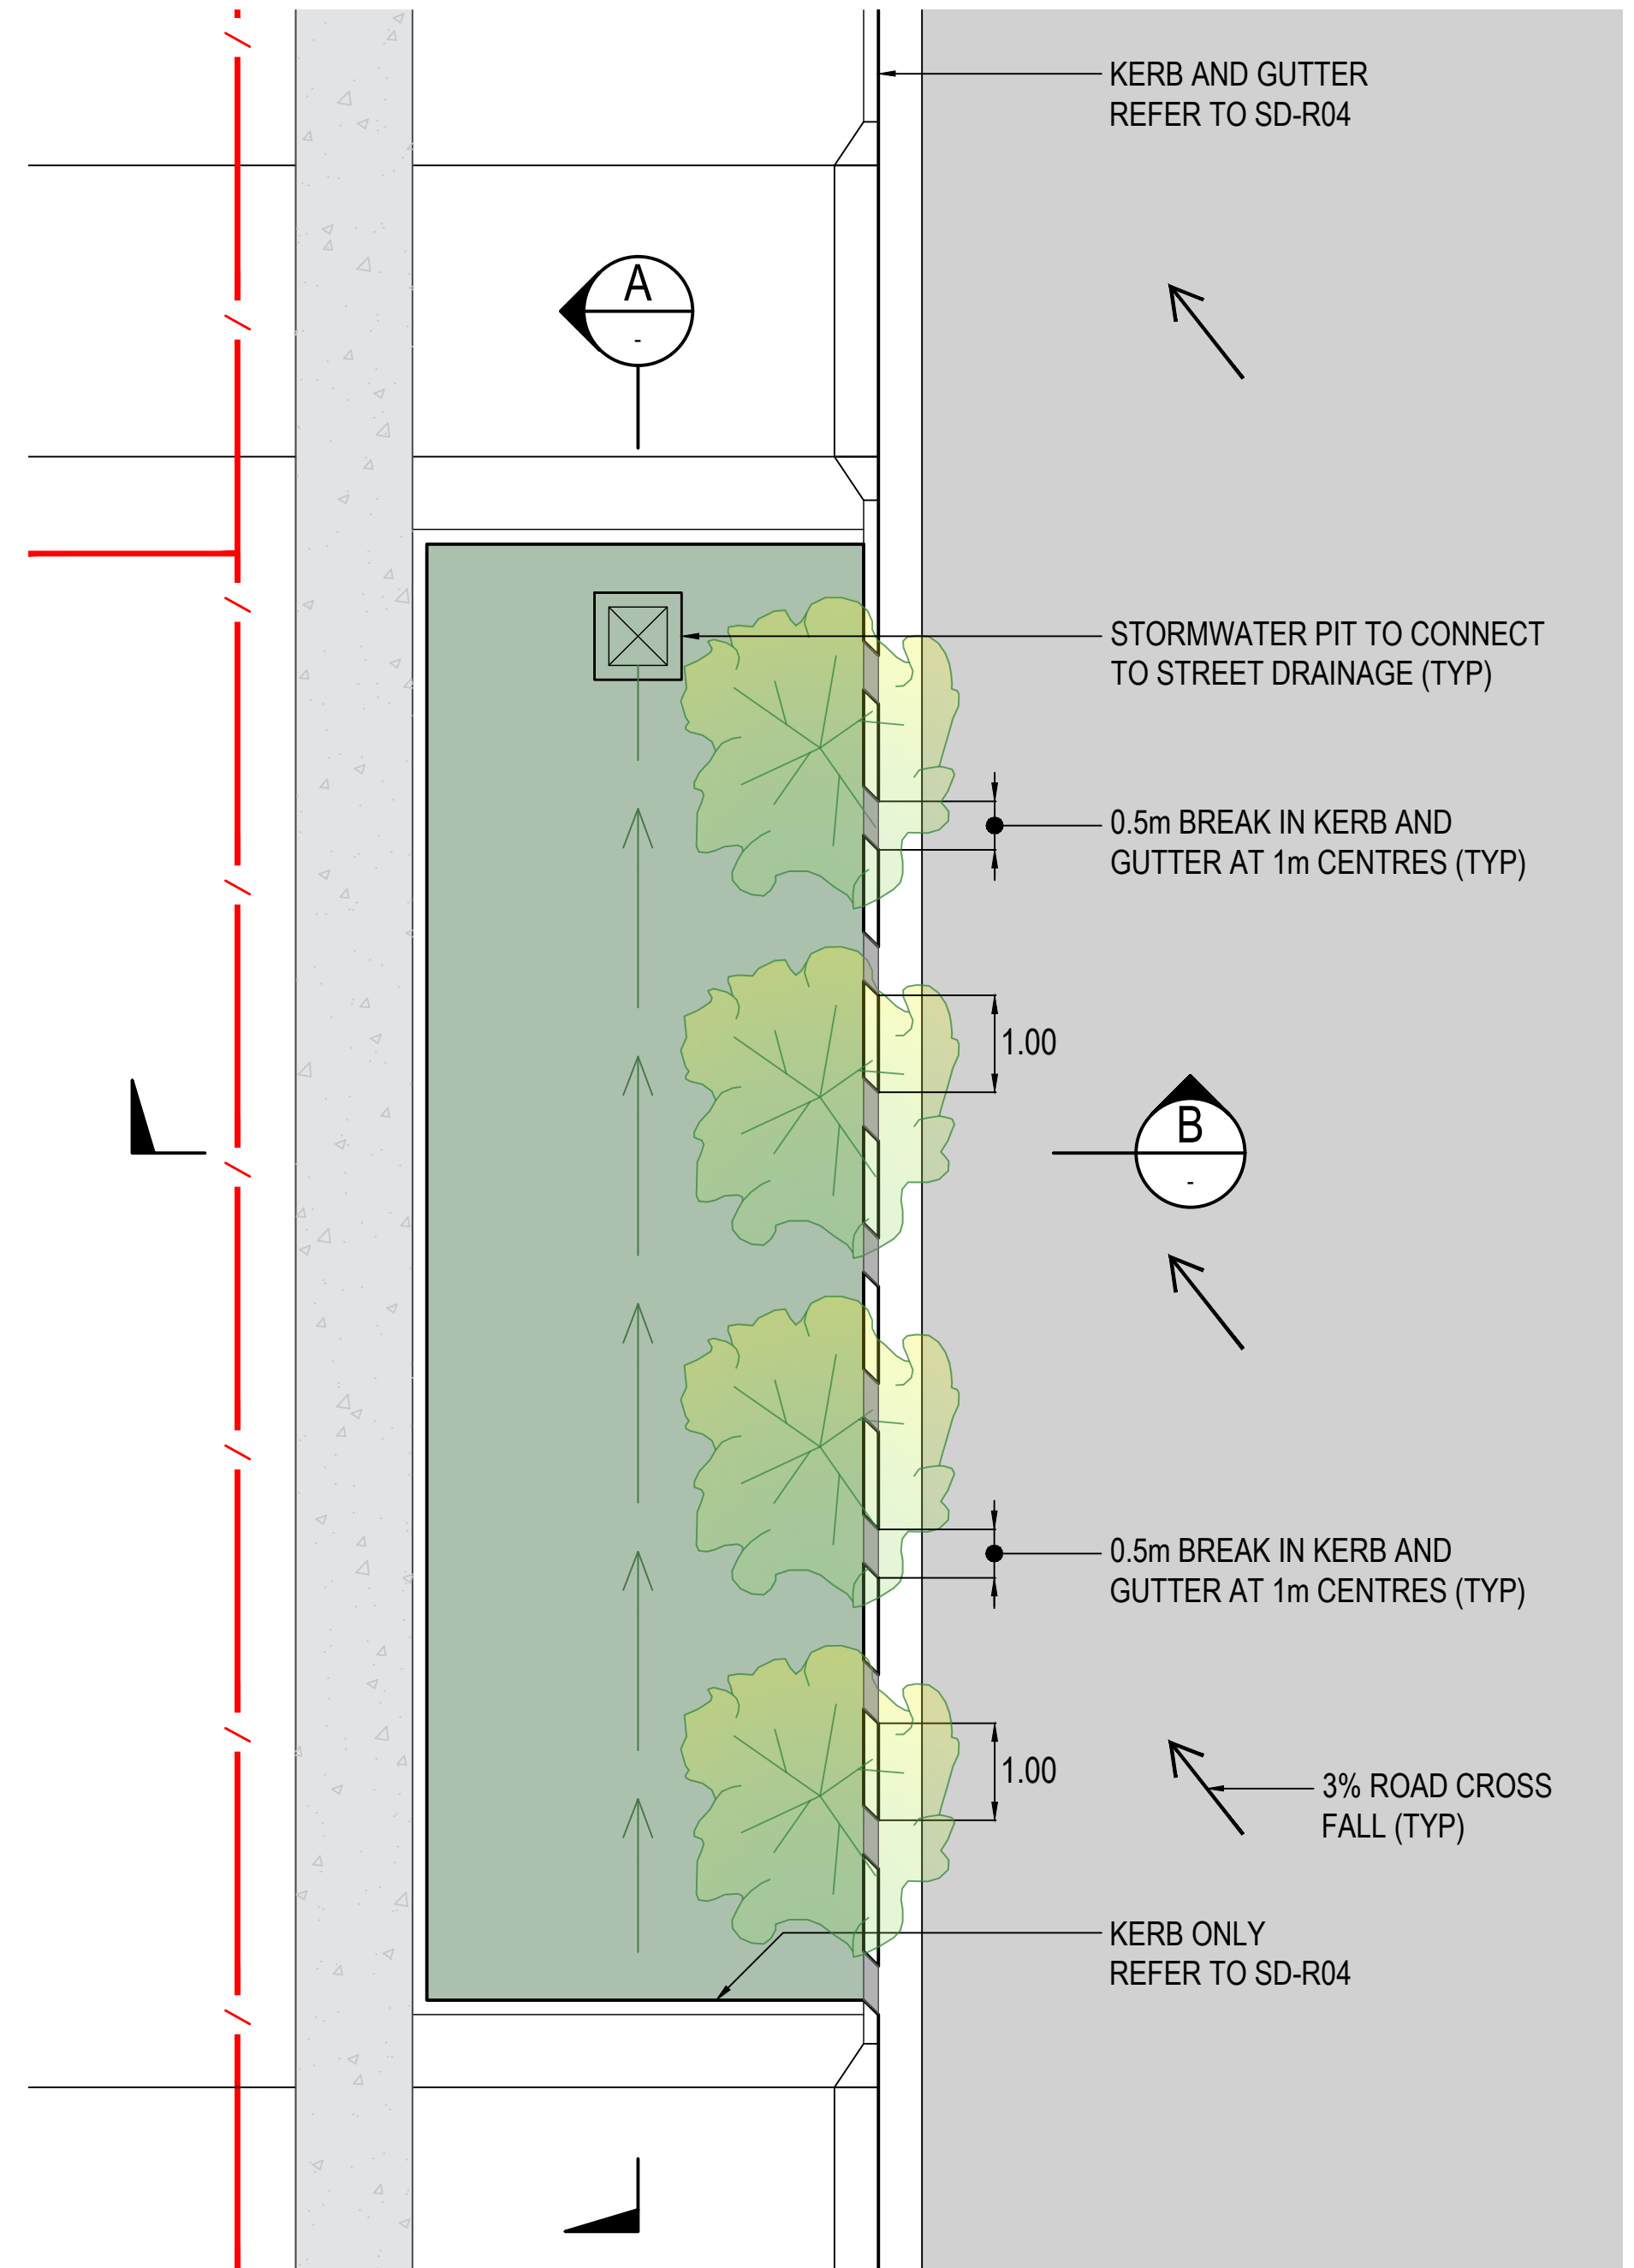 KERB AND GUTTER
REFER TO SD-R04
A
-
STORMWATER PIT TO CONNECT
TO STREET DRAINAGE (TYP)
0.5m BREAK IN KERB AND
GUTTER AT 1m CENTRES (TYP)
1.00
B
-
0.5m BREAK IN KERB AND
GUTTER AT 1m CENTRES (TYP)
1.00
3% ROAD CROSS
FALL (TYP)
KERB ONLY
REFER TO SD-R04